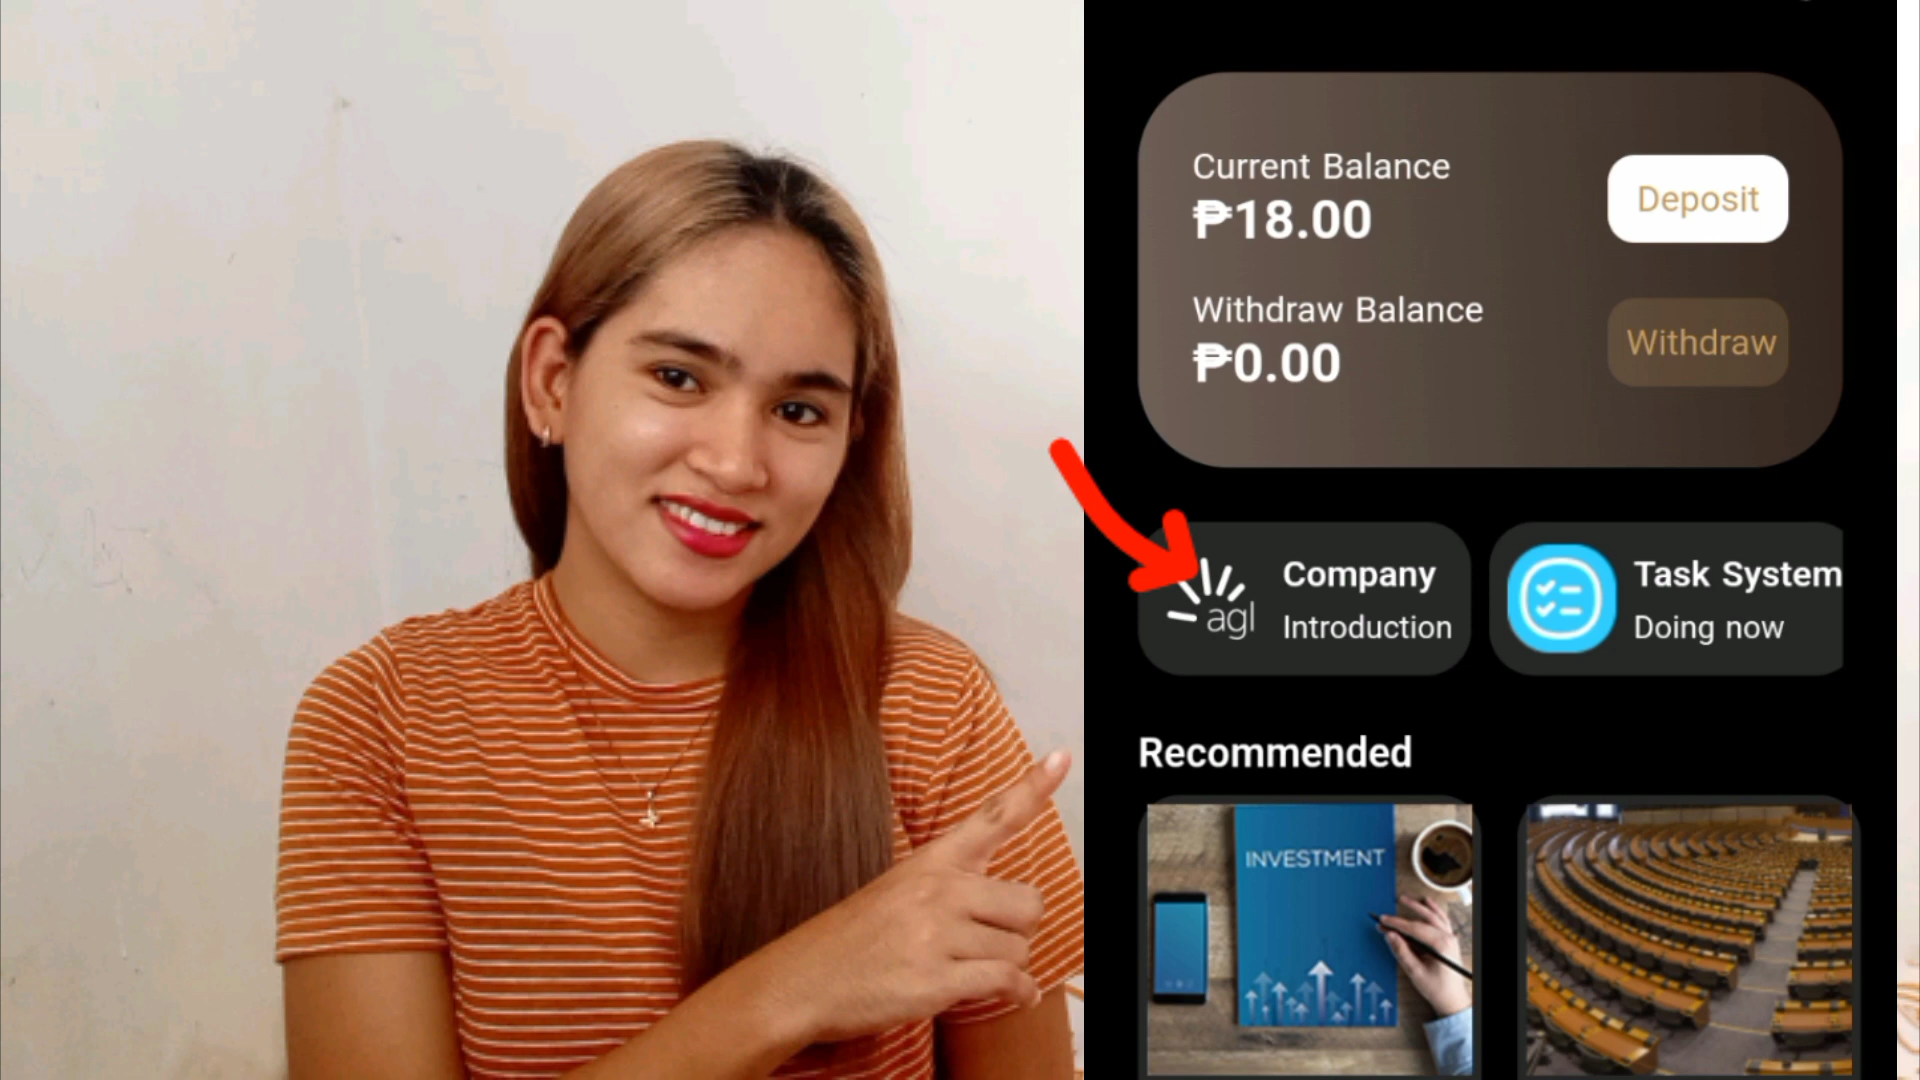 Current Balance
₱18.00
Deposit
Withdraw Balance
₱0.00
Withdraw
agl
Company
Introduction
Task System
Doing now
Recommended
INVESTMENT